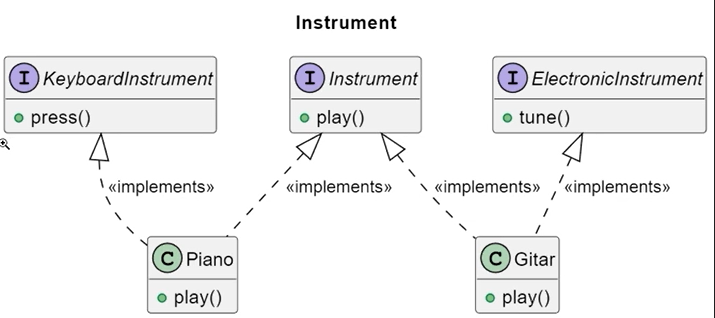 Instrument
I KeyboardInstrument
press()
I Instrument
play()
I ElectronicInstrument
tune()
«implements»
«implements»
«implements»
«implements»
C Piano
play()
C Gitar
play()